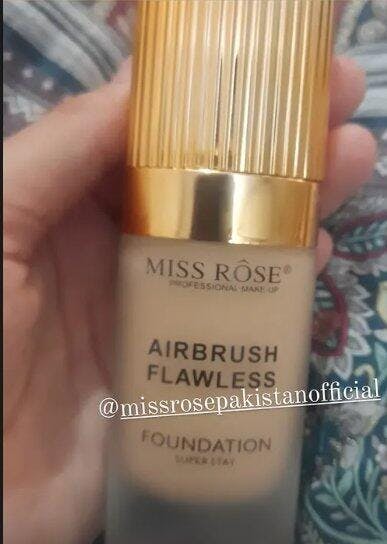 MISS RÔSE®
PROFESSIONAL MAKE-UP
AIRBRUSH
FLAWLESS
@missrosepakistanofficial
FOUNDATION
SUPER STAY